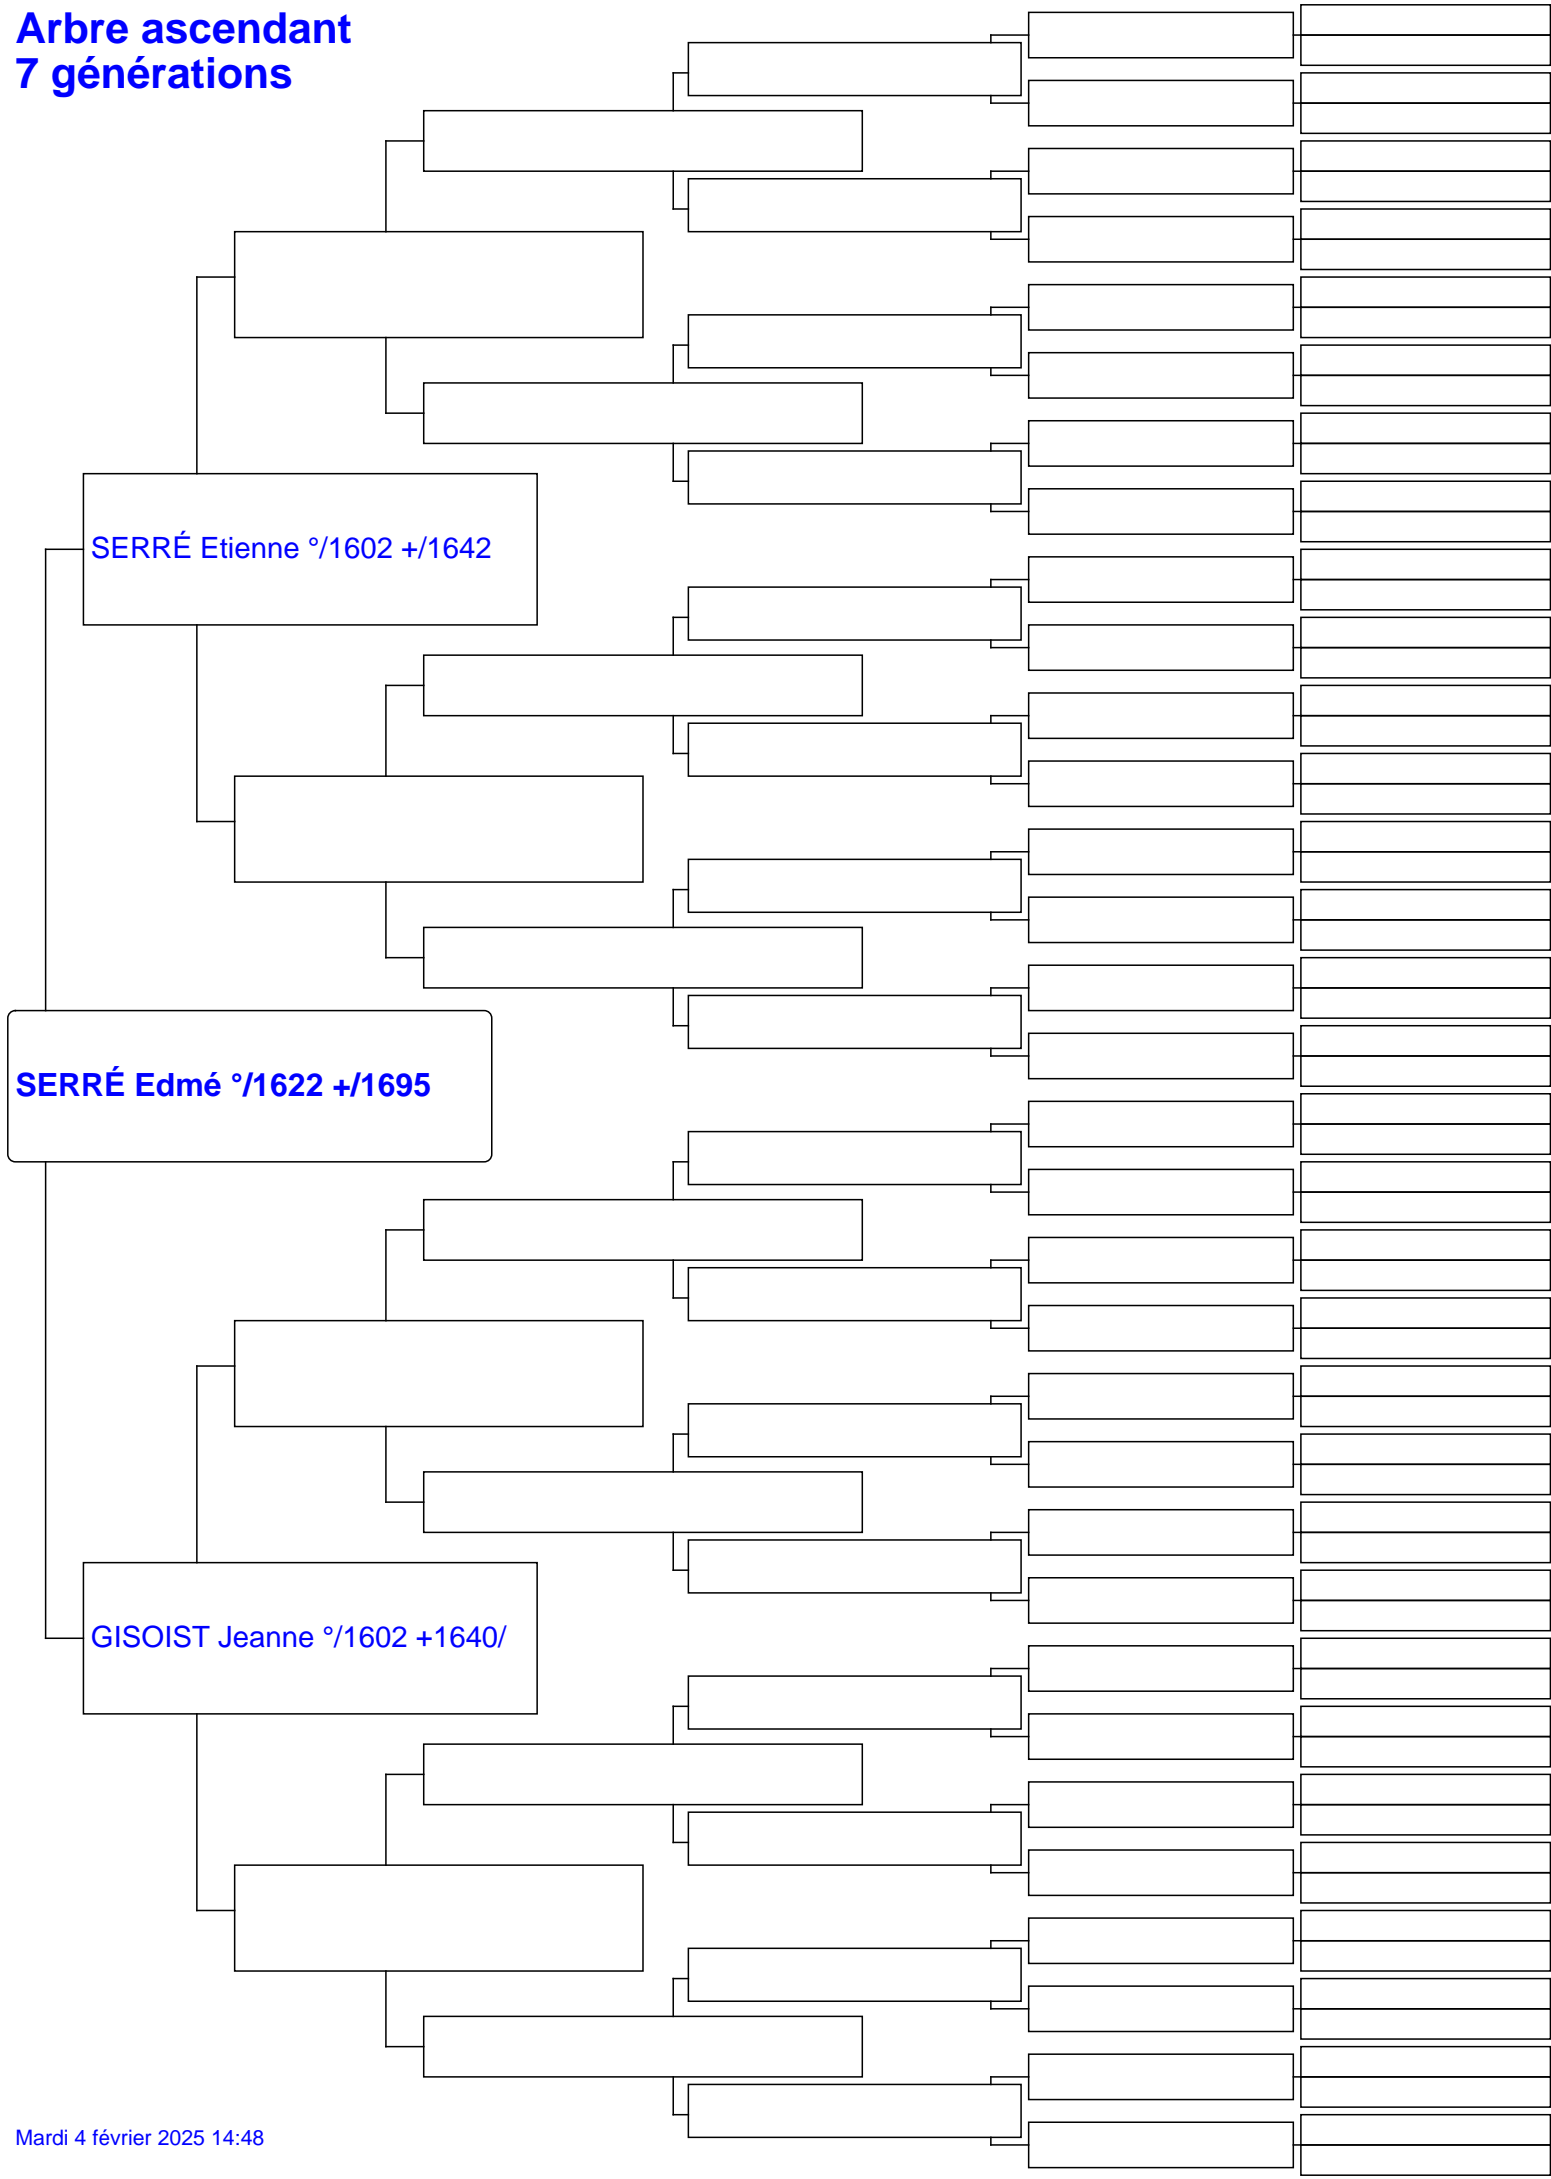 Arbre ascendant
7 générations
SERRÉ Etienne °/1602 +/1642
SERRÉ Edmé °/1622 +/1695
GISOIST Jeanne °/1602 +1640/
Mardi 4 février 2025 14:48